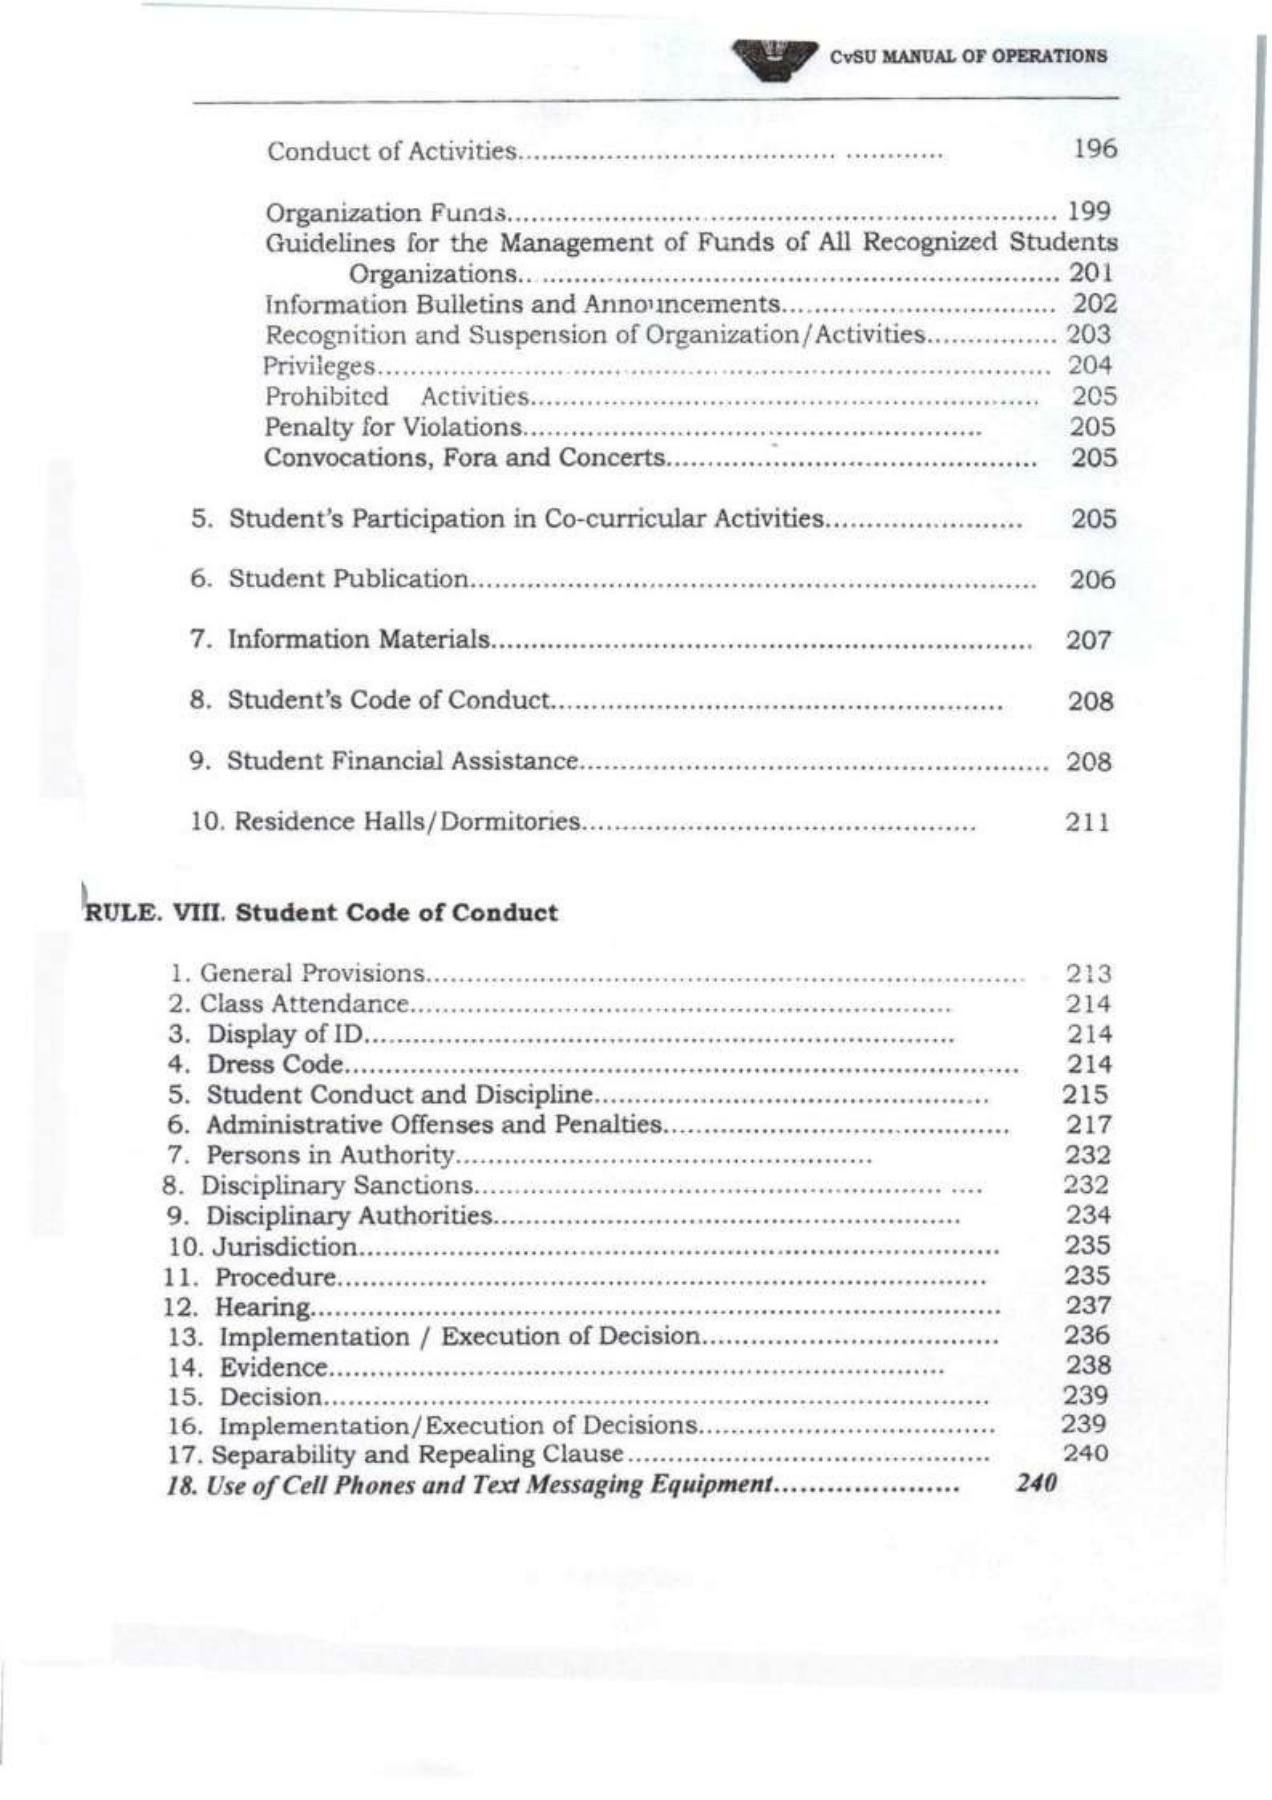 CvSU MANUAL OF OPERATIONS
Conduct of Activities.................................................... 196
Organization Funds.................................................................. 199
Guidelines for the Management of Funds of All Recognized Students
Organizations................................................................. 201
Information Bulletins and Announcements................................. 202
Recognition and Suspension of Organization/Activities................ 203
Privileges.................................................................................. 204
Prohibited Activities.............................................................. 205
Penalty for Violations........................................................ 205
Convocations, Fora and Concerts............................................. 205
5. Student's Participation in Co-curricular Activities........................ 205
6. Student Publication..................................................................... 206
7. Information Materials.................................................................. 207
8. Student's Code of Conduct....................................................... 208
9. Student Financial Assistance......................................................... 208
10. Residence Halls/Dormitories................................................ 211
RULE. VIII. Student Code of Conduct
1. General Provisions......................................................................... 213
2. Class Attendance.................................................................. 214
3. Display of ID........................................................................ 214
4. Dress Code.................................................................................. 214
5. Student Conduct and Discipline................................................ 215
6. Administrative Offenses and Penalties.......................................... 217
7. Persons in Authority................................................... 232
8. Disciplinary Sanctions............................................................. 232
9. Disciplinary Authorities......................................................... 234
10. Jurisdiction.............................................................................. 235
11. Procedure............................................................................... 235
12. Hearing.................................................................................... 237
13. Implementation / Execution of Decision.................................... 236
14. Evidence........................................................................... 238
15. Decision................................................................................. 239
16. Implementation/Execution of Decisions.................................... 239
17. Separability and Repealing Clause............................................ 240
18. Use of Cell Phones and Text Messaging Equipment..................... 240